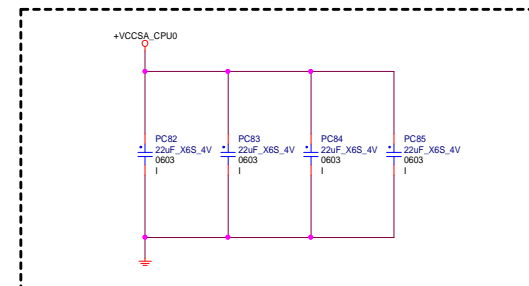 +VCCSA_CPU0
PC82
22uF_X6S_4V
0603
I
PC83
22uF_X6S_4V
0603
I
PC84
22uF_X6S_4V
0603
I
PC85
22uF_X6S_4V
0603
I